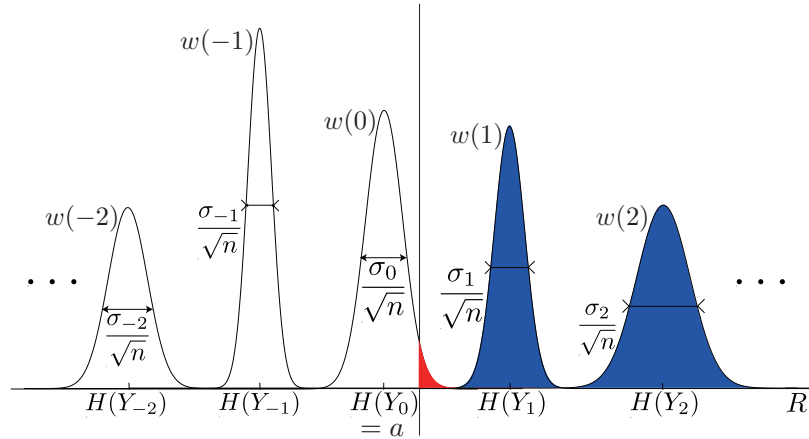 w(−1)
w(0)
w(1)
w(−2)
w(2)
σ₋₁/√n
σ₀/√n
σ₁/√n
σ₋₂/√n
σ₂/√n
· · ·
· · ·
H(Y₋₂) H(Y₋₁) H(Y₀) H(Y₁) H(Y₂) R
= a